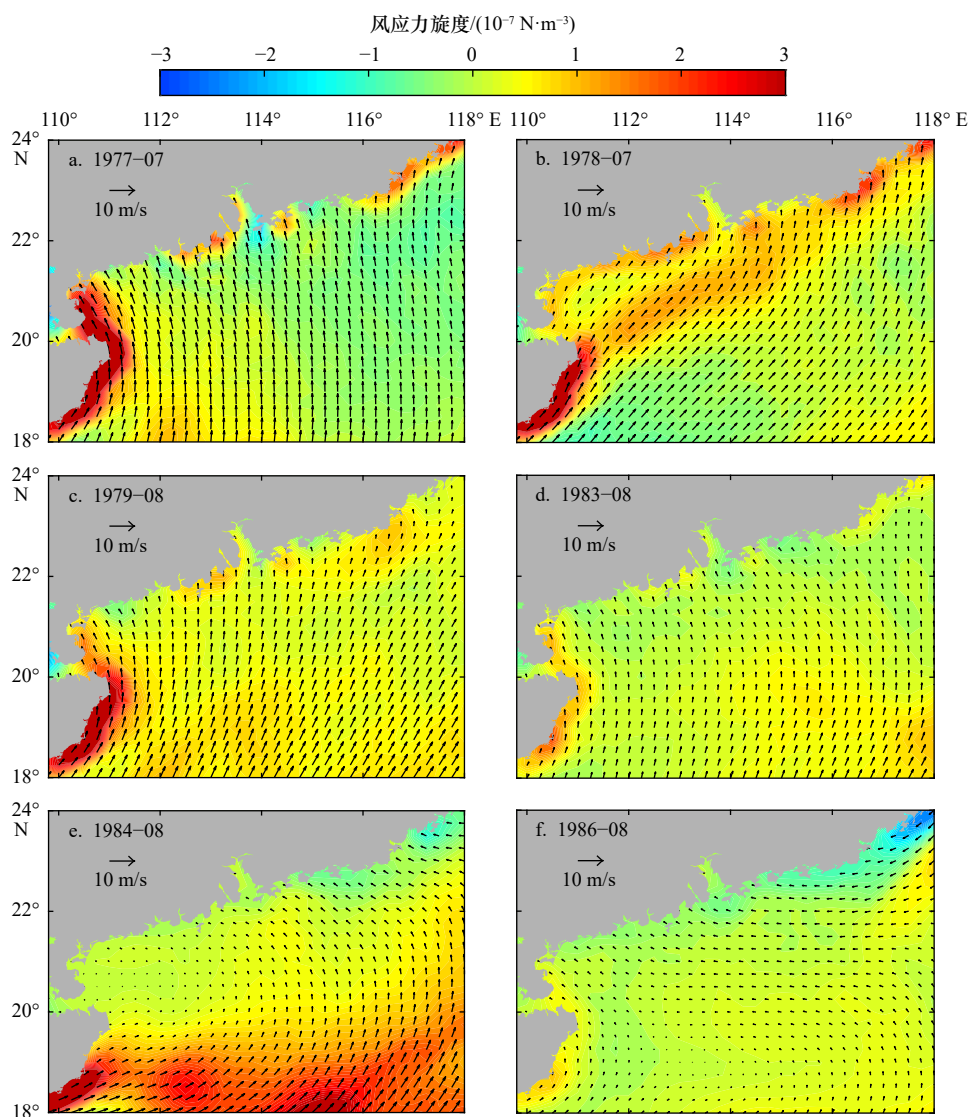 风应力旋度/(10⁻⁷ N·m⁻³)
−3 −2 −1 0 1 2 3
110° 112° 114° 116° 118° E 110° 112° 114° 116° 118° E
24°
N
a. 1977−07
10 m/s
22°
20°
18°
b. 1978−07
10 m/s
24°
N
c. 1979−08
10 m/s
22°
20°
18°
d. 1983−08
10 m/s
24°
N
e. 1984−08
10 m/s
22°
20°
18°
f. 1986−08
10 m/s